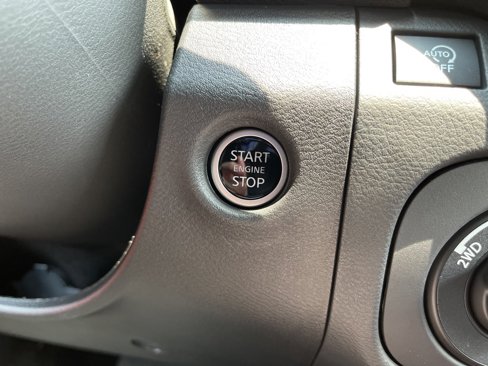 START
ENGINE
STOP
AUTO
OFF
2WD